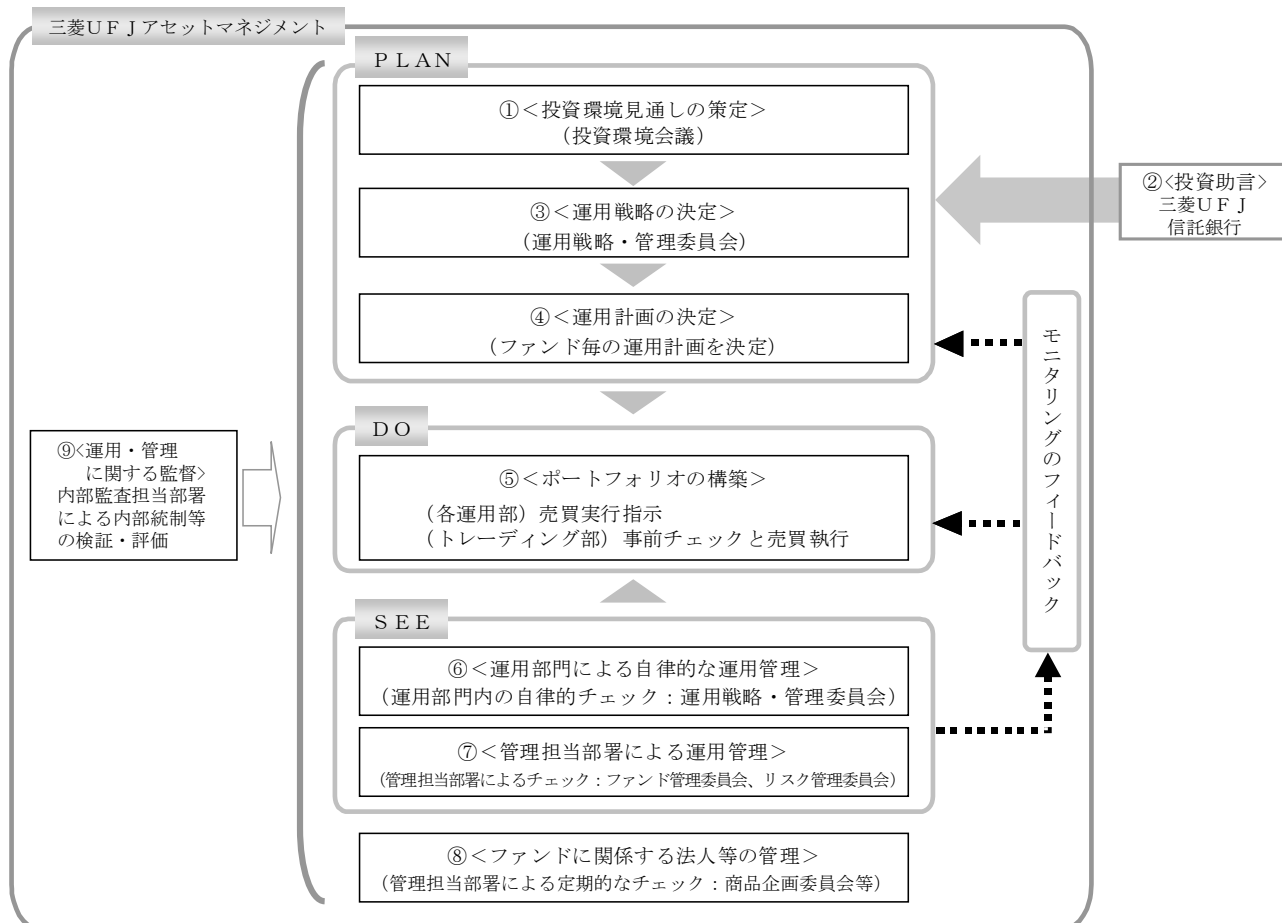 三菱ＵＦＪアセットマネジメント
ＰＬＡＮ
①＜投資環境見通しの策定＞
（投資環境会議）
②<投資助言>
三菱ＵＦＪ
信託銀行
③＜運用戦略の決定＞
（運用戦略・管理委員会）
④＜運用計画の決定＞
（ファンド毎の運用計画を決定）
モニタリングのフィードバック
ＤＯ
⑤＜ポートフォリオの構築＞
（各運用部）売買実行指示
（トレーディング部）事前チェックと売買執行
⑨<運用・管理
に関する監督>
内部監査担当部署
による内部統制等
の検証・評価
ＳＥＥ
⑥＜運用部門による自律的な運用管理＞
（運用部門内の自律的チェック：運用戦略・管理委員会）
⑦＜管理担当部署による運用管理＞
（管理担当部署によるチェック：ファンド管理委員会、リスク管理委員会）
⑧＜ファンドに関係する法人等の管理＞
（管理担当部署による定期的なチェック：商品企画委員会等）